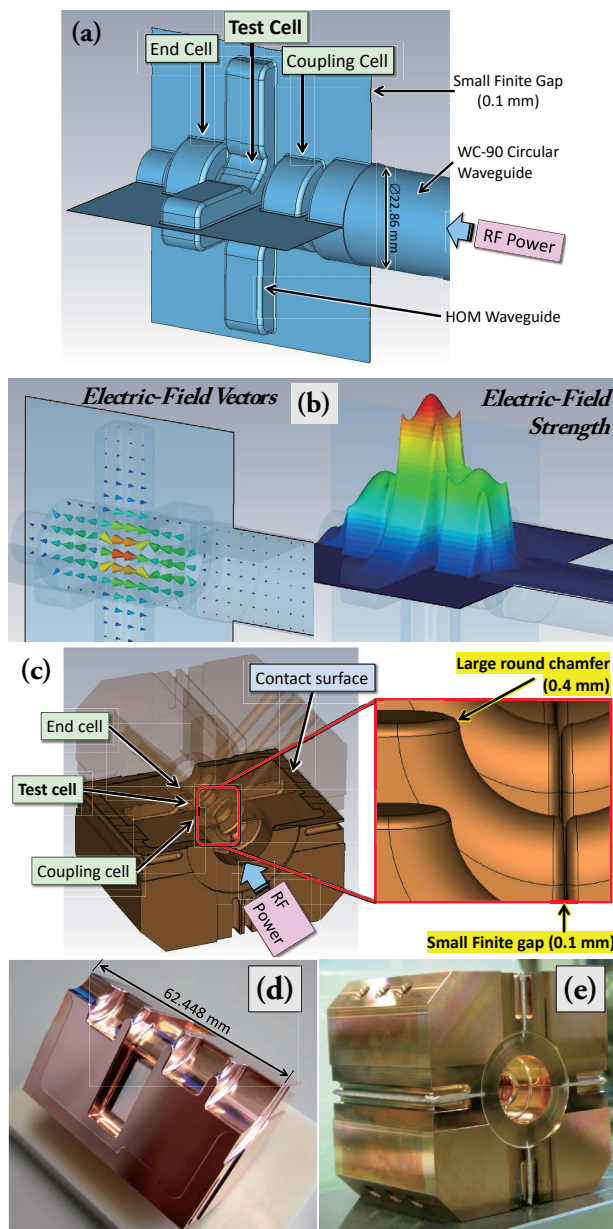 (a)
End Cell
Test Cell
Coupling Cell
Small Finite Gap
(0.1 mm)
WC-90 Circular
Waveguide
∅22.86 mm
RF Power
HOM Waveguide
Electric-Field Vectors
(b)
Electric-Field
Strength
(c)
Contact surface
End cell
Test cell
Coupling cell
RF
Power
Large round chamfer
(0.4 mm)
Small Finite gap (0.1 mm)
(d)
62.448 mm
(e)